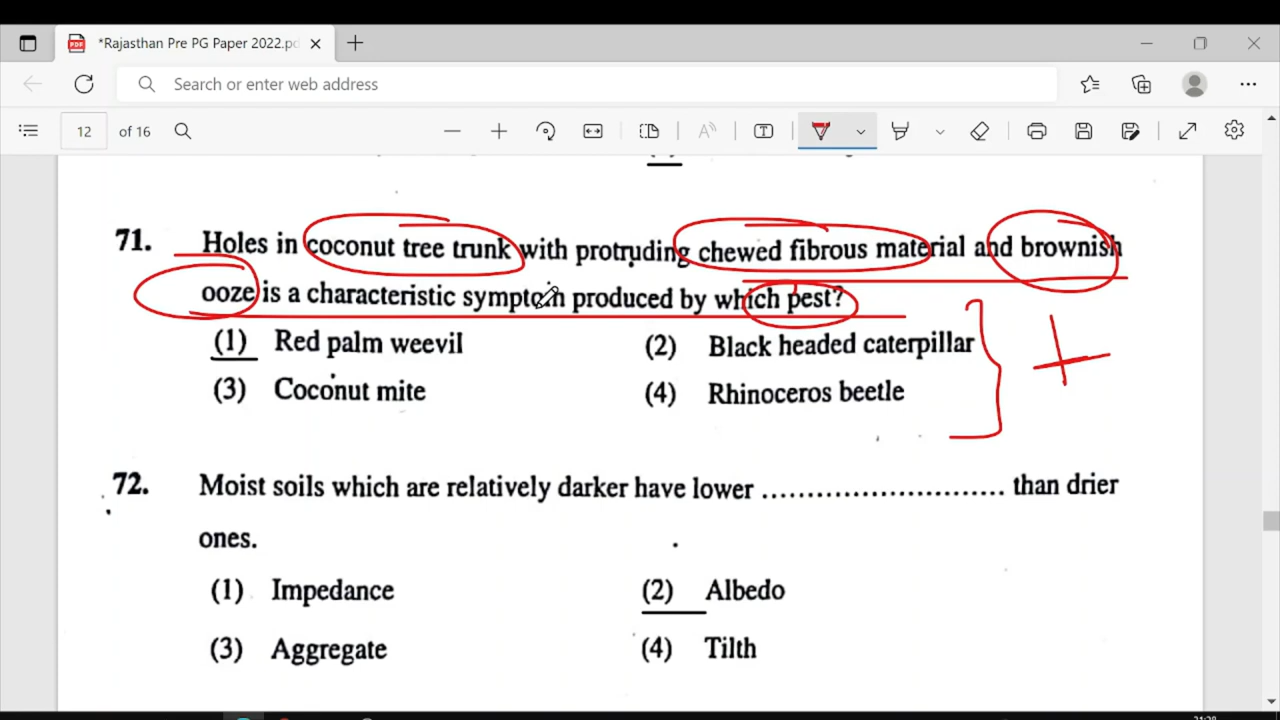 *Rajasthan Pre PG Paper 2022.pd
Search or enter web address
12 of 16
71. Holes in coconut tree trunk with protruding chewed fibrous material and brownish
ooze is a characteristic symptom produced by which pest?
(1) Red palm weevil (2) Black headed caterpillar
(3) Coconut mite (4) Rhinoceros beetle
72. Moist soils which are relatively darker have lower .............................. than drier
ones.
(1) Impedance (2) Albedo
(3) Aggregate (4) Tilth